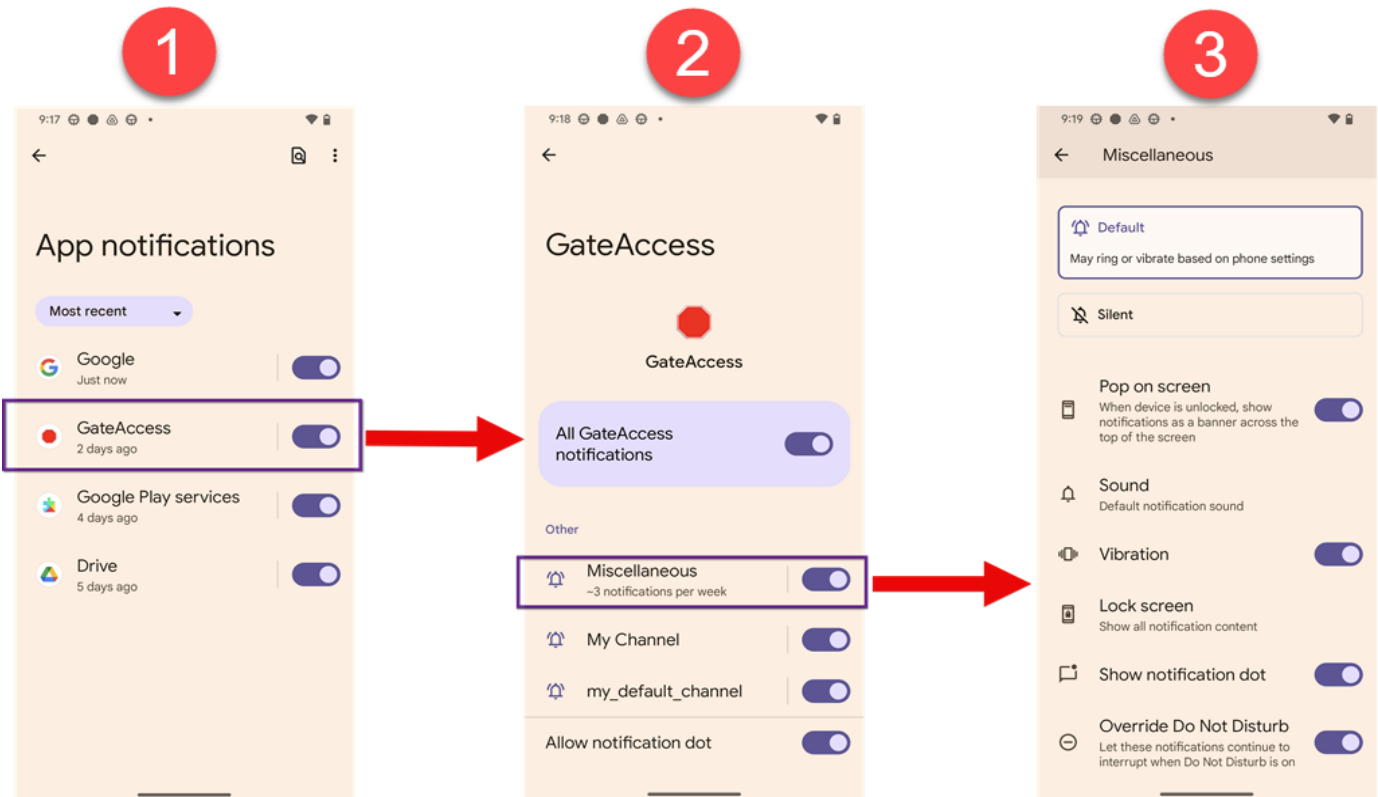 1
9:17
App notifications
Most recent
Google
Just now
GateAccess
2 days ago
Google Play services
4 days ago
Drive
5 days ago
2
9:18
GateAccess
GateAccess
All GateAccess
notifications
Other
Miscellaneous
~3 notifications per week
My Channel
my_default_channel
Allow notification dot
3
9:19
Miscellaneous
Default
May ring or vibrate based on phone settings
Silent
Pop on screen
When device is unlocked, show
notifications as a banner across the
top of the screen
Sound
Default notification sound
Vibration
Lock screen
Show all notification content
Show notification dot
Override Do Not Disturb
Let these notifications continue to
interrupt when Do Not Disturb is on